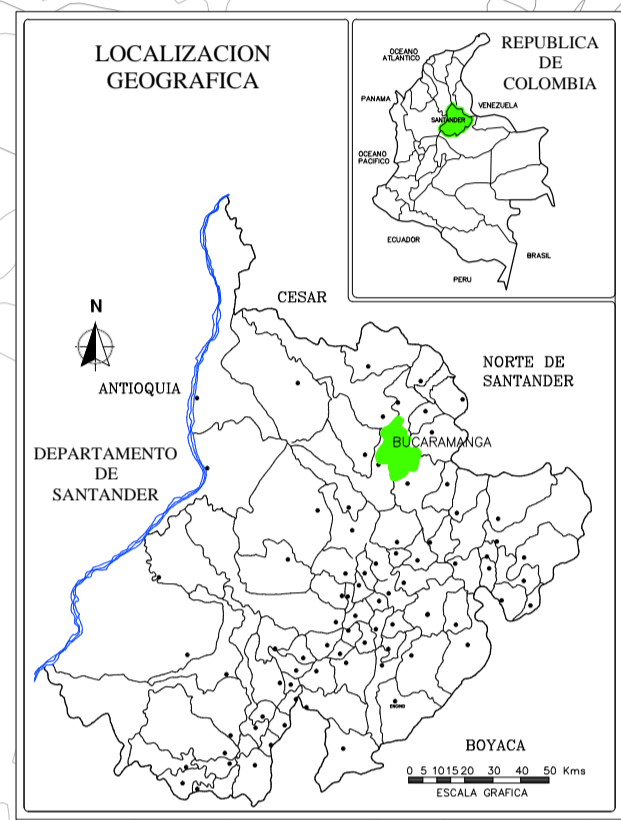 LOCALIZACION
GEOGRAFICA
REPUBLICA
DE
COLOMBIA
OCEANO
ATLANTICO
PANAMA
VENEZUELA
SANTANDER
OCEANO
PACIFICO
ECUADOR
BRASIL
PERU
CESAR
N
NORTE DE
SANTANDER
ANTIOQUIA
BUCARAMANGA
DEPARTAMENTO
DE
SANTANDER
ENCINO
BOYACA
0 5 10 15 20 30 40 50 Kms
ESCALA GRAFICA